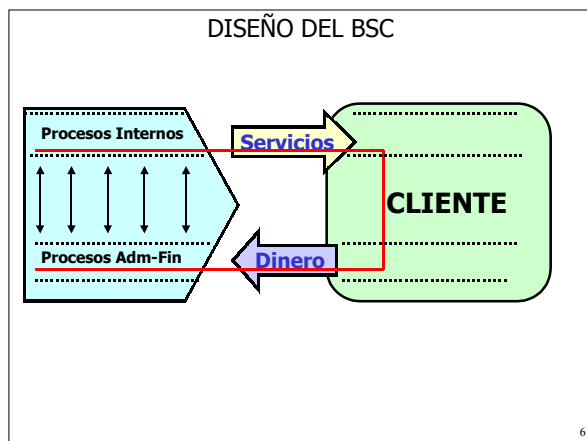 DISEÑO DEL BSC
Procesos Internos
Servicios
CLIENTE
Procesos Adm-Fin
Dinero
6